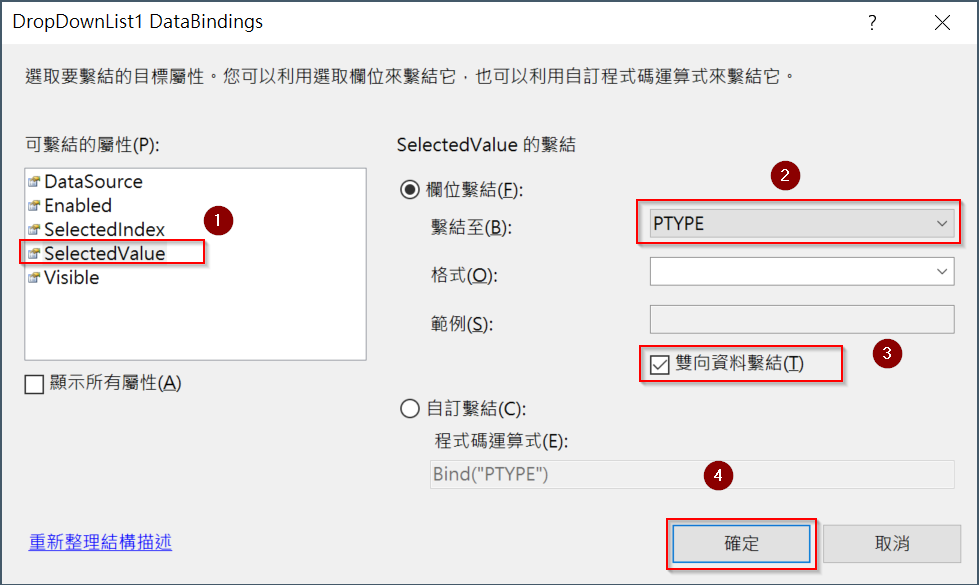 DropDownList1 DataBindings
?
選取要繫結的目標屬性。您可以利用選取欄位來繫結它，也可以利用自訂程式碼運算式來繫結它。
可繫結的屬性(P):
DataSource
Enabled
SelectedIndex
1
SelectedValue
Visible
顯示所有屬性(A)
SelectedValue 的繫結
2
欄位繫結(F):
繫結至(B):
PTYPE
格式(O):
範例(S):
3
雙向資料繫結(T)
自訂繫結(C):
程式碼運算式(E):
Bind("PTYPE")
4
重新整理結構描述
確定
取消